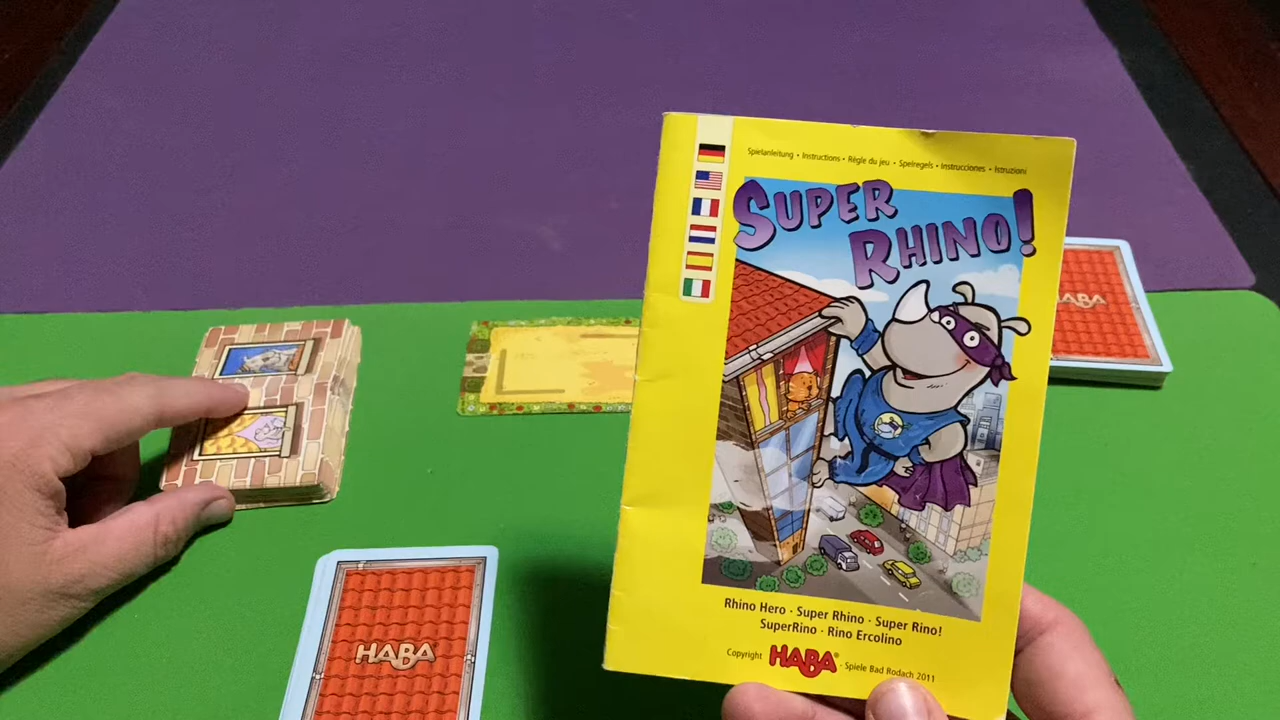 Spielanleitung • Instructions • Règle du jeu • Spelregels • Instrucciones • Istruzioni
SUPER
RHINO!
Rhino Hero · Super Rhino · Super Rino!
SuperRino · Rino Ercolino
Copyright HABA® · Spiele Bad Rodach 2011
HABA
HABA